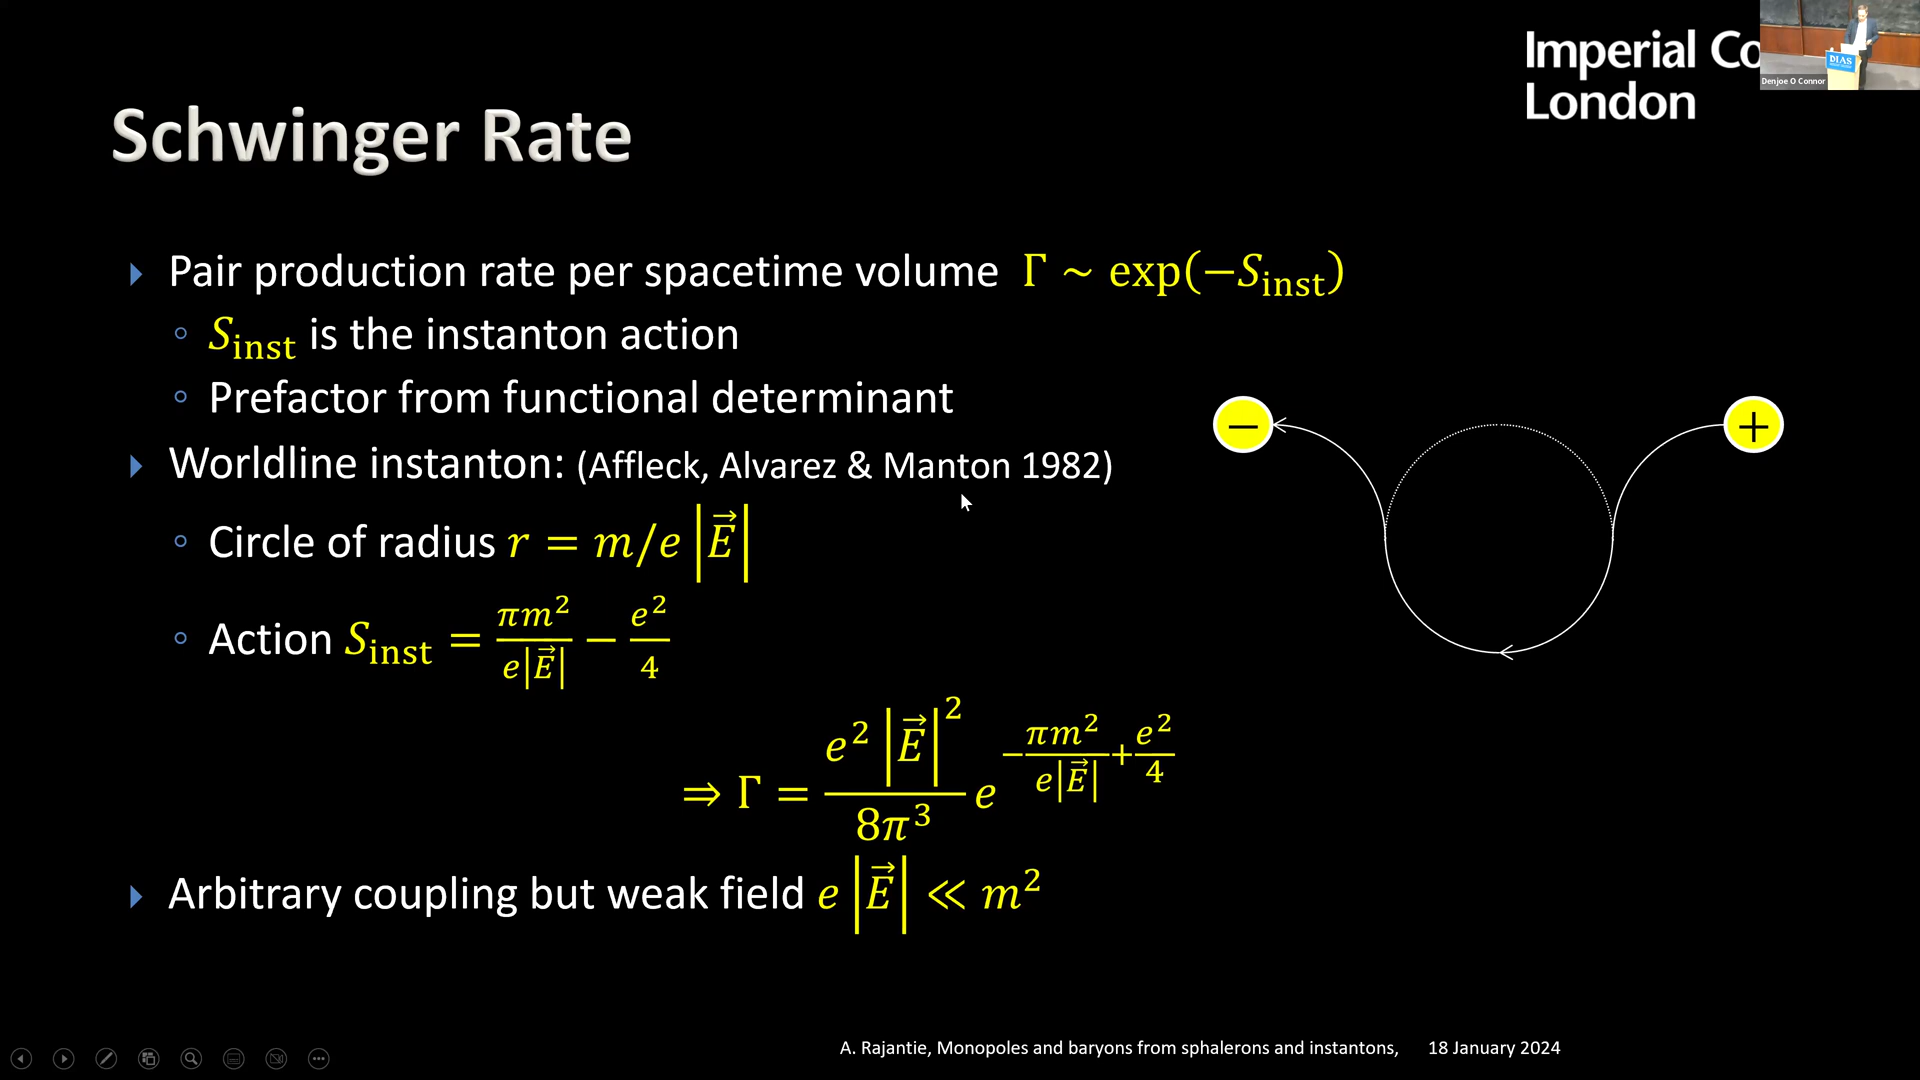 Imperial Co
London
DIAS
Denjoe O Connor
Schwinger Rate
Pair production rate per spacetime volume Γ ~ exp(−S_inst)
S_inst is the instanton action
Prefactor from functional determinant
Worldline instanton: (Affleck, Alvarez & Manton 1982)
Circle of radius r = m/e|E⃗|
Action S_inst = πm²/e|E⃗| − e²/4
⇒ Γ = e²|E⃗|²/8π³ e^(−πm²/e|E⃗| + e²/4)
Arbitrary coupling but weak field e|E⃗| ≪ m²
− +
A. Rajantie, Monopoles and baryons from sphalerons and instantons, 18 January 2024